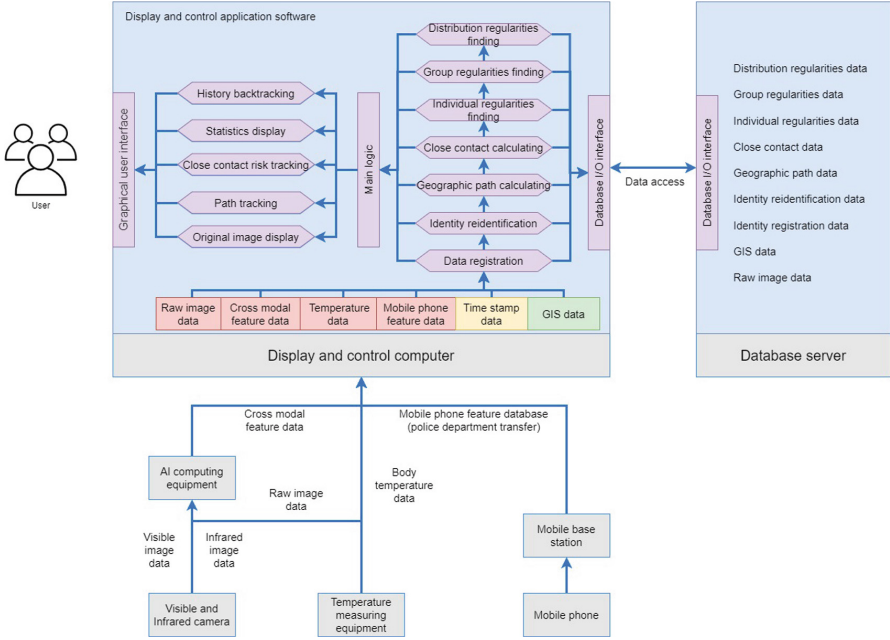 Display and control application software
Distribution regularities
finding
Group regularities finding
Individual regularities
finding
Close contact calculating
Geographic path calculating
Identity reidentification
Data registration
History backtracking
Statistics display
Close contact risk tracking
Path tracking
Original image display
Graphical user interface
Main logic
Database I/O interface
Data access
Database I/O interface
User
Distribution regularities data
Group regularities data
Individual regularities data
Close contact data
Geographic path data
Identity reidentification data
Identity registration data
GIS data
Raw image data
Raw image
data
Cross modal
feature data
Temperature
data
Mobile phone
feature data
Time stamp
data
GIS data
Display and control computer
Database server
Cross modal
feature data
Mobile phone feature database
(police department transfer)
AI computing
equipment
Raw image
data
Body
temperature
data
Mobile base
station
Visible
image
data
Infrared
image
data
Visible and
Infrared camera
Temperature
measuring
equipment
Mobile phone